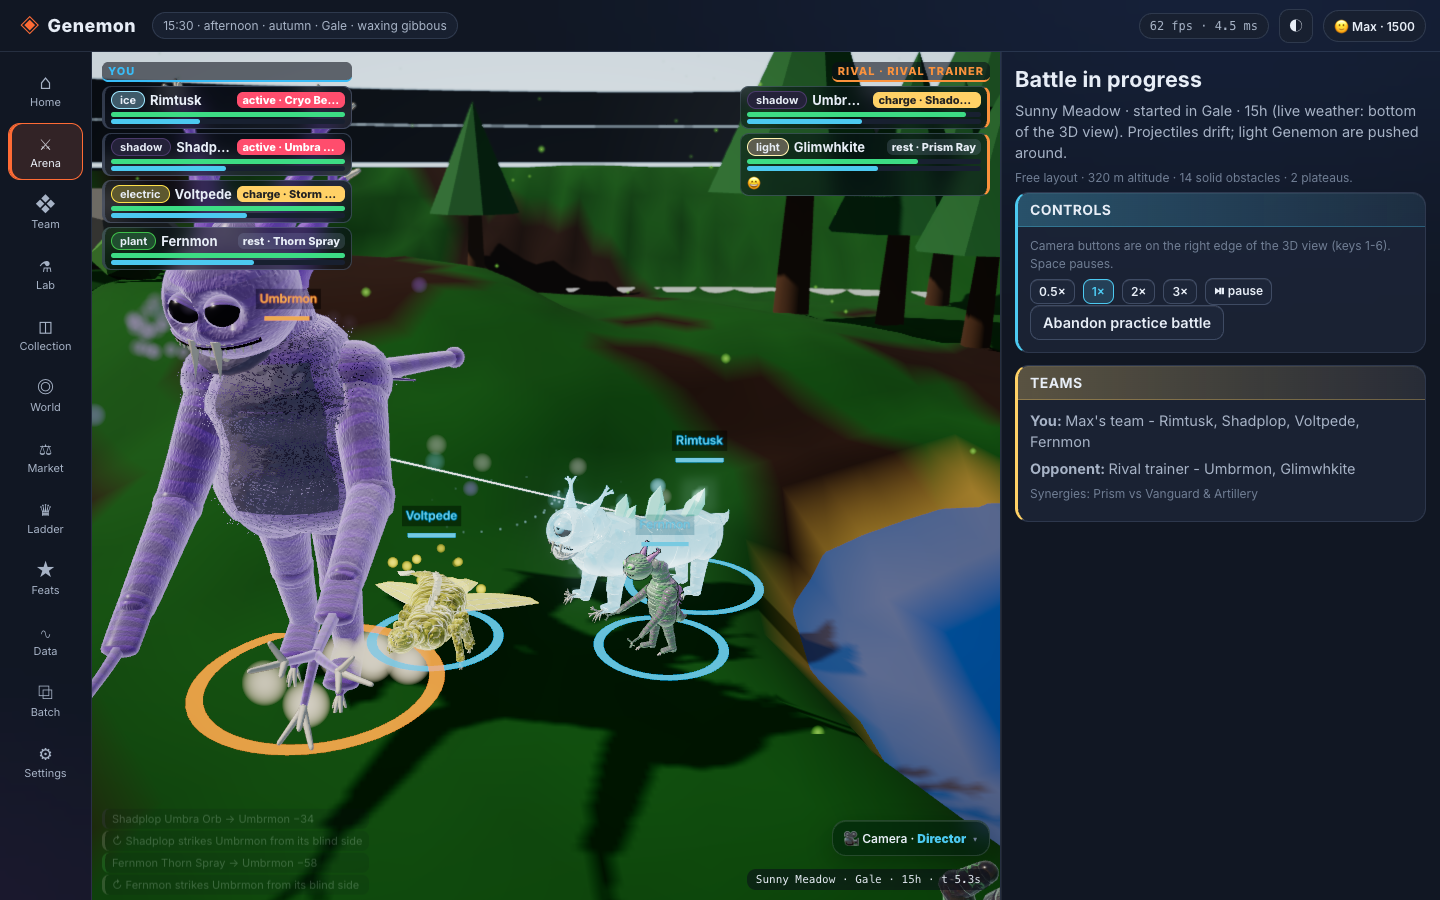 Genemon
15:30 · afternoon · autumn · Gale · waxing gibbous
62 fps · 4.5 ms
Max · 1500
Home
Arena
Team
Lab
Collection
World
Market
Ladder
Feats
Data
Batch
Settings
YOU
ice Rimtusk active · Cryo Be...
shadow Shadp... active · Umbra ...
electric Voltpede charge · Storm ...
plant Fernmon rest · Thorn Spray
RIVAL · RIVAL TRAINER
shadow Umbr... charge · Shado...
light Glimwhkite rest · Prism Ray
Umbrmon
Rimtusk
Voltpede
Shadplop Umbra Orb → Umbrmon −34
↻ Shadplop strikes Umbrmon from its blind side
Fernmon Thorn Spray → Umbrmon −58
↻ Fernmon strikes Umbrmon from its blind side
Camera · Director
Sunny Meadow · Gale · 15h · t 5.3s
Battle in progress
Sunny Meadow · started in Gale · 15h (live weather: bottom
of the 3D view). Projectiles drift; light Genemon are pushed
around.
Free layout · 320 m altitude · 14 solid obstacles · 2 plateaus.
CONTROLS
Camera buttons are on the right edge of the 3D view (keys 1-6).
Space pauses.
0.5× 1× 2× 3× ⏯ pause
Abandon practice battle
TEAMS
You: Max's team - Rimtusk, Shadplop, Voltpede,
Fernmon
Opponent: Rival trainer - Umbrmon, Glimwhkite
Synergies: Prism vs Vanguard & Artillery